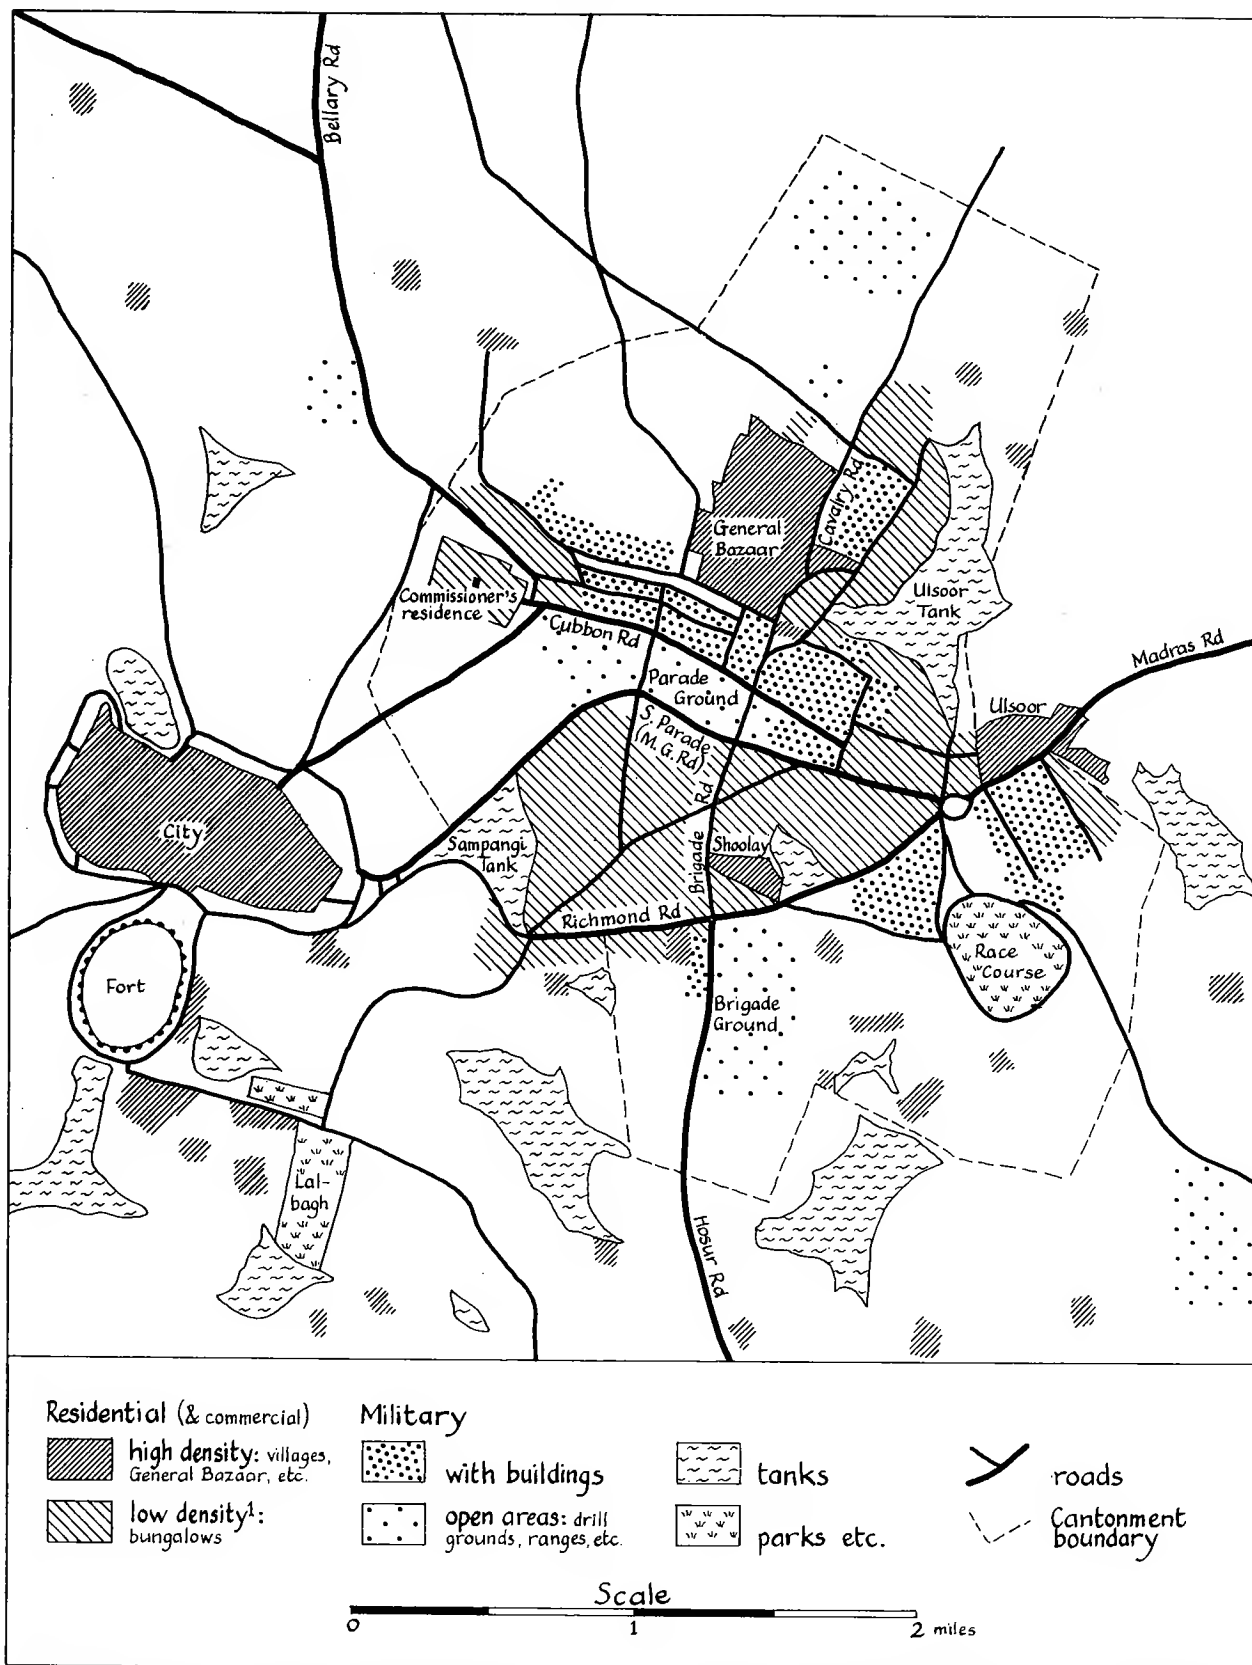 Bellary Rd
General
Bazaar
Cavalry Rd
Commissioner's
residence
Ulsoor
Tank
Cubbon Rd
Madras Rd
Parade
Ground
Ulsoor
S. Parade
(M.G. Rd)
City
Sampangi
Tank
Brigade Rd
Shoolay
Richmond Rd
Race
Course
Fort
Brigade
Ground
Lal-
bagh
Hosur Rd
Residential (& commercial)
high density: villages,
General Bazaar, etc.
low density1:
bungalows
Military
with buildings
open areas: drill
grounds, ranges, etc.
tanks
parks etc.
roads
Cantonment
boundary
Scale
0 1 2 miles